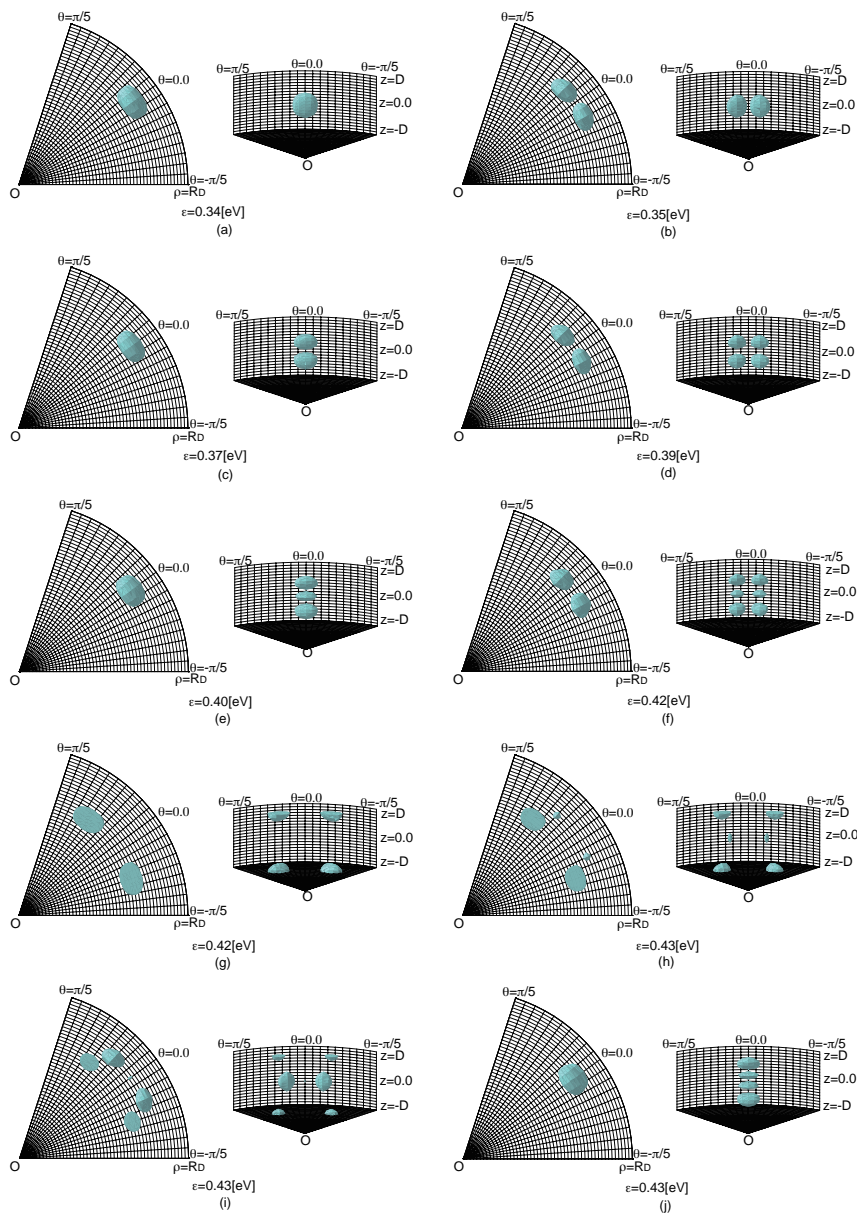 θ=π/5
θ=0.0
θ=-π/5
ρ=RD
O
θ=π/5
θ=0.0
θ=-π/5
z=D
z=0.0
z=-D
O
ε=0.34[eV]
(a)
θ=π/5
θ=0.0
θ=-π/5
ρ=RD
O
θ=π/5
θ=0.0
θ=-π/5
z=D
z=0.0
z=-D
O
ε=0.35[eV]
(b)
θ=π/5
θ=0.0
θ=-π/5
ρ=RD
O
θ=π/5
θ=0.0
θ=-π/5
z=D
z=0.0
z=-D
O
ε=0.37[eV]
(c)
θ=π/5
θ=0.0
θ=-π/5
ρ=RD
O
θ=π/5
θ=0.0
θ=-π/5
z=D
z=0.0
z=-D
O
ε=0.39[eV]
(d)
θ=π/5
θ=0.0
θ=-π/5
ρ=RD
O
θ=π/5
θ=0.0
θ=-π/5
z=D
z=0.0
z=-D
O
ε=0.40[eV]
(e)
θ=π/5
θ=0.0
θ=-π/5
ρ=RD
O
θ=π/5
θ=0.0
θ=-π/5
z=D
z=0.0
z=-D
O
ε=0.42[eV]
(f)
θ=π/5
θ=0.0
θ=-π/5
ρ=RD
O
θ=π/5
θ=0.0
θ=-π/5
z=D
z=0.0
z=-D
O
ε=0.42[eV]
(g)
θ=π/5
θ=0.0
θ=-π/5
ρ=RD
O
θ=π/5
θ=0.0
θ=-π/5
z=D
z=0.0
z=-D
O
ε=0.43[eV]
(h)
θ=π/5
θ=0.0
θ=-π/5
ρ=RD
O
θ=π/5
θ=0.0
θ=-π/5
z=D
z=0.0
z=-D
O
ε=0.43[eV]
(i)
θ=π/5
θ=0.0
θ=-π/5
ρ=RD
O
θ=π/5
θ=0.0
θ=-π/5
z=D
z=0.0
z=-D
O
ε=0.43[eV]
(j)